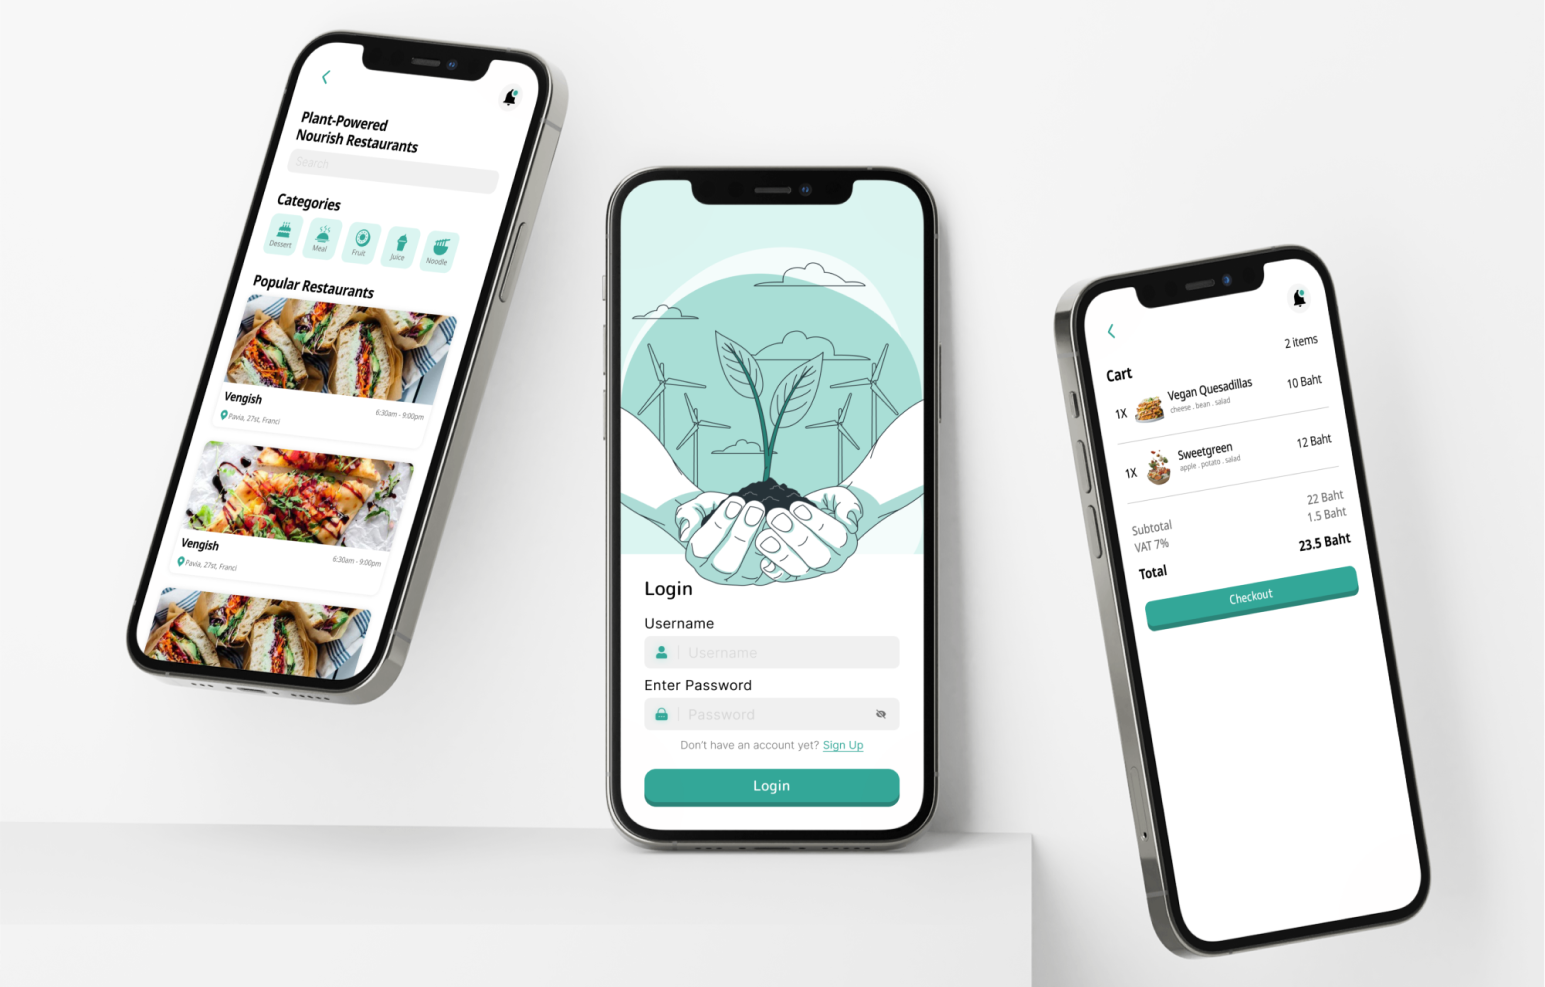 Plant-Powered
Nourish Restaurants
Search
Categories
Dessert
Meal
Fruit
Juice
Noodle
Popular Restaurants
Vengish
6:30am - 9:00pm
Pavia, 27st, Franci
Vengish
6:30am - 9:00pm
Pavia, 27st, Franci
Login
Username
Username
Enter Password
Password
Don't have an account yet? Sign Up
Login
2 items
Cart
1X Vegan Quesadillas 10 Baht
cheese . bean . salad
1X Sweetgreen 12 Baht
apple . potato . salad
Subtotal 22 Baht
VAT 7% 1.5 Baht
Total 23.5 Baht
Checkout